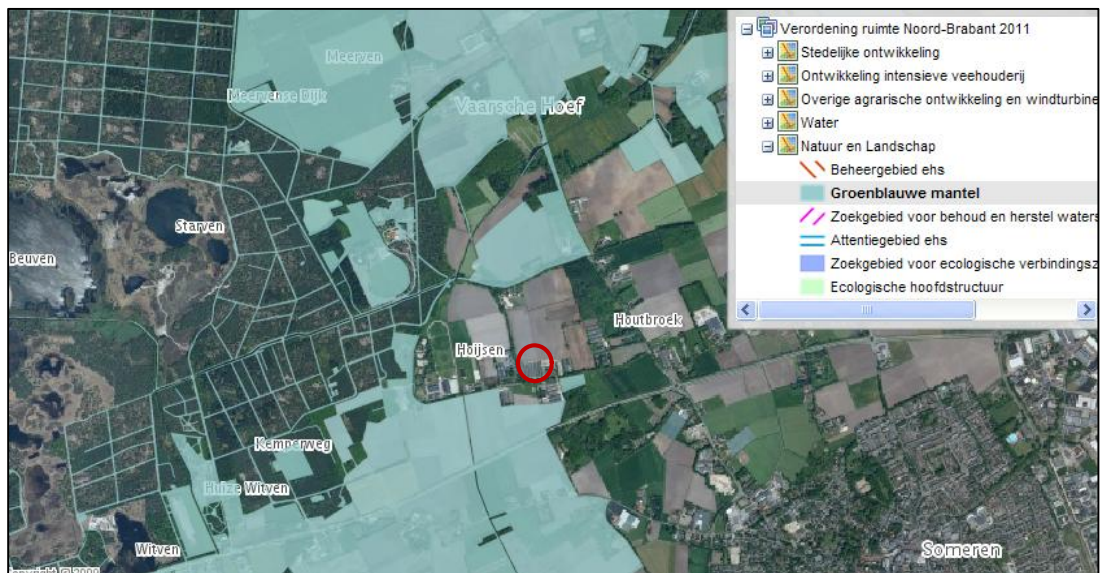 Verordening ruimte Noord-Brabant 2011
Stedelijke ontwikkeling
Ontwikkeling intensieve veehouderij
Overige agrarische ontwikkeling en windturbine
Water
Natuur en Landschap
Beheergebied ehs
Groenblauwe mantel
Zoekgebied voor behoud en herstel waters
Attentiegebied ehs
Zoekgebied voor ecologische verbindingsz
Ecologische hoofdstructuur
Meerven
Meervense Dijk
Vaarsche Hoef
Starven
Beuven
Houtbroek
Hoijsen
Kemperweg
Huize Witven
Witven
Someren